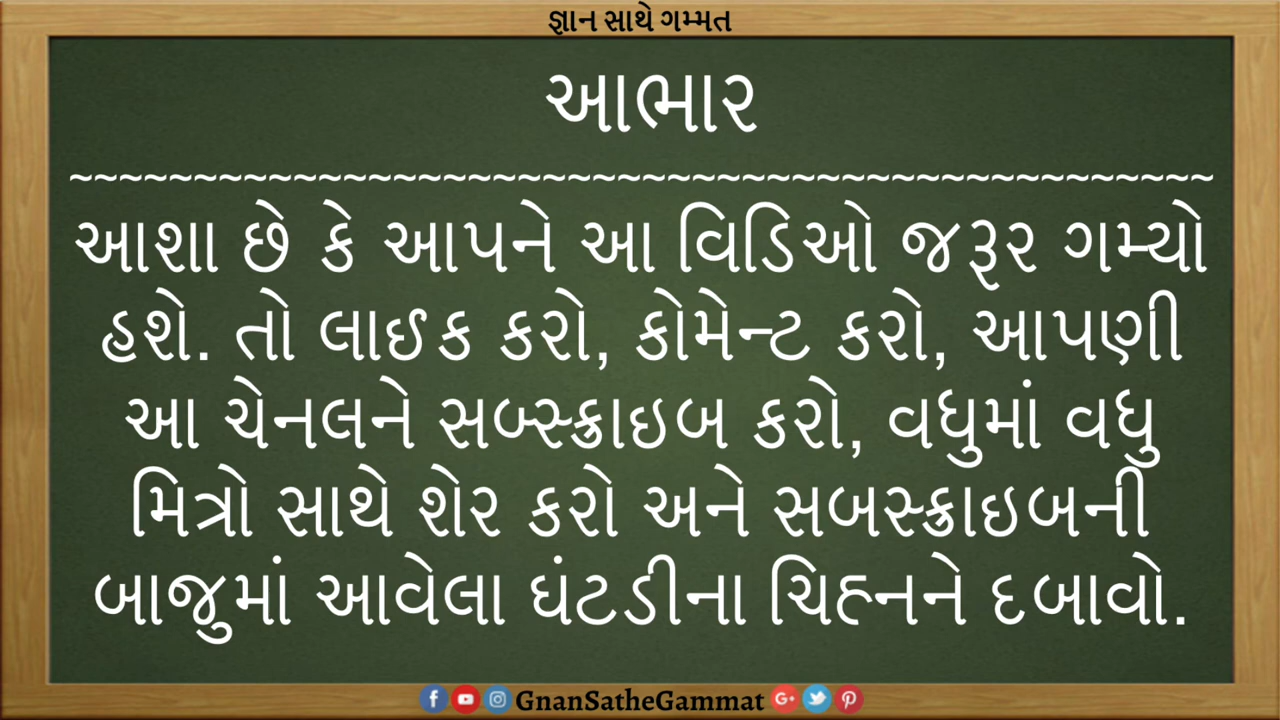 જ્ઞાન સાથે ગમ્મત
આભાર
~~~~~~~~~~~~~~~~~~~~~~~~~~~~~~~~~~~~~~~~~~~~~~
આશા છે કે આપને આ વિડિઓ જરૂર ગમ્યો
હશે. તો લાઈક કરો, કોમેન્ટ કરો, આપણી
આ ચેનલને સબ્સ્ક્રાઇબ કરો, વધુમાં વધુ
મિત્રો સાથે શેર કરો અને સબસ્ક્રાઇબની
બાજુમાં આવેલા ઘંટડીના ચિહ્નને દબાવો.
GnanSatheGammat